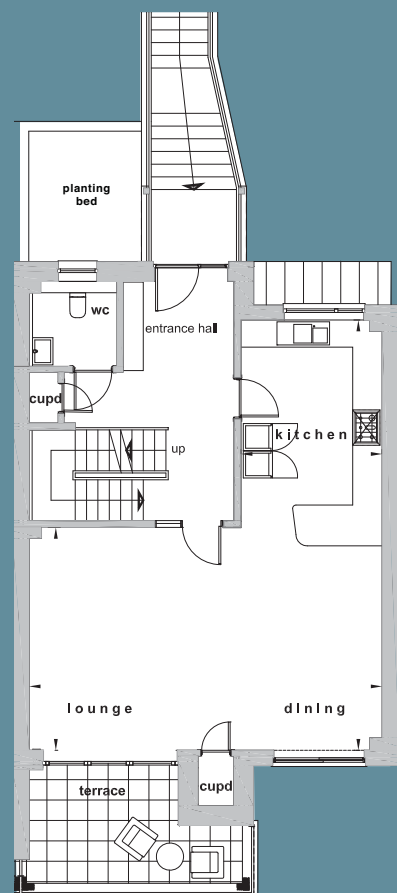 planting
bed
wc
entrance hall
cupd
kitchen
up
lounge
dining
cupd
terrace